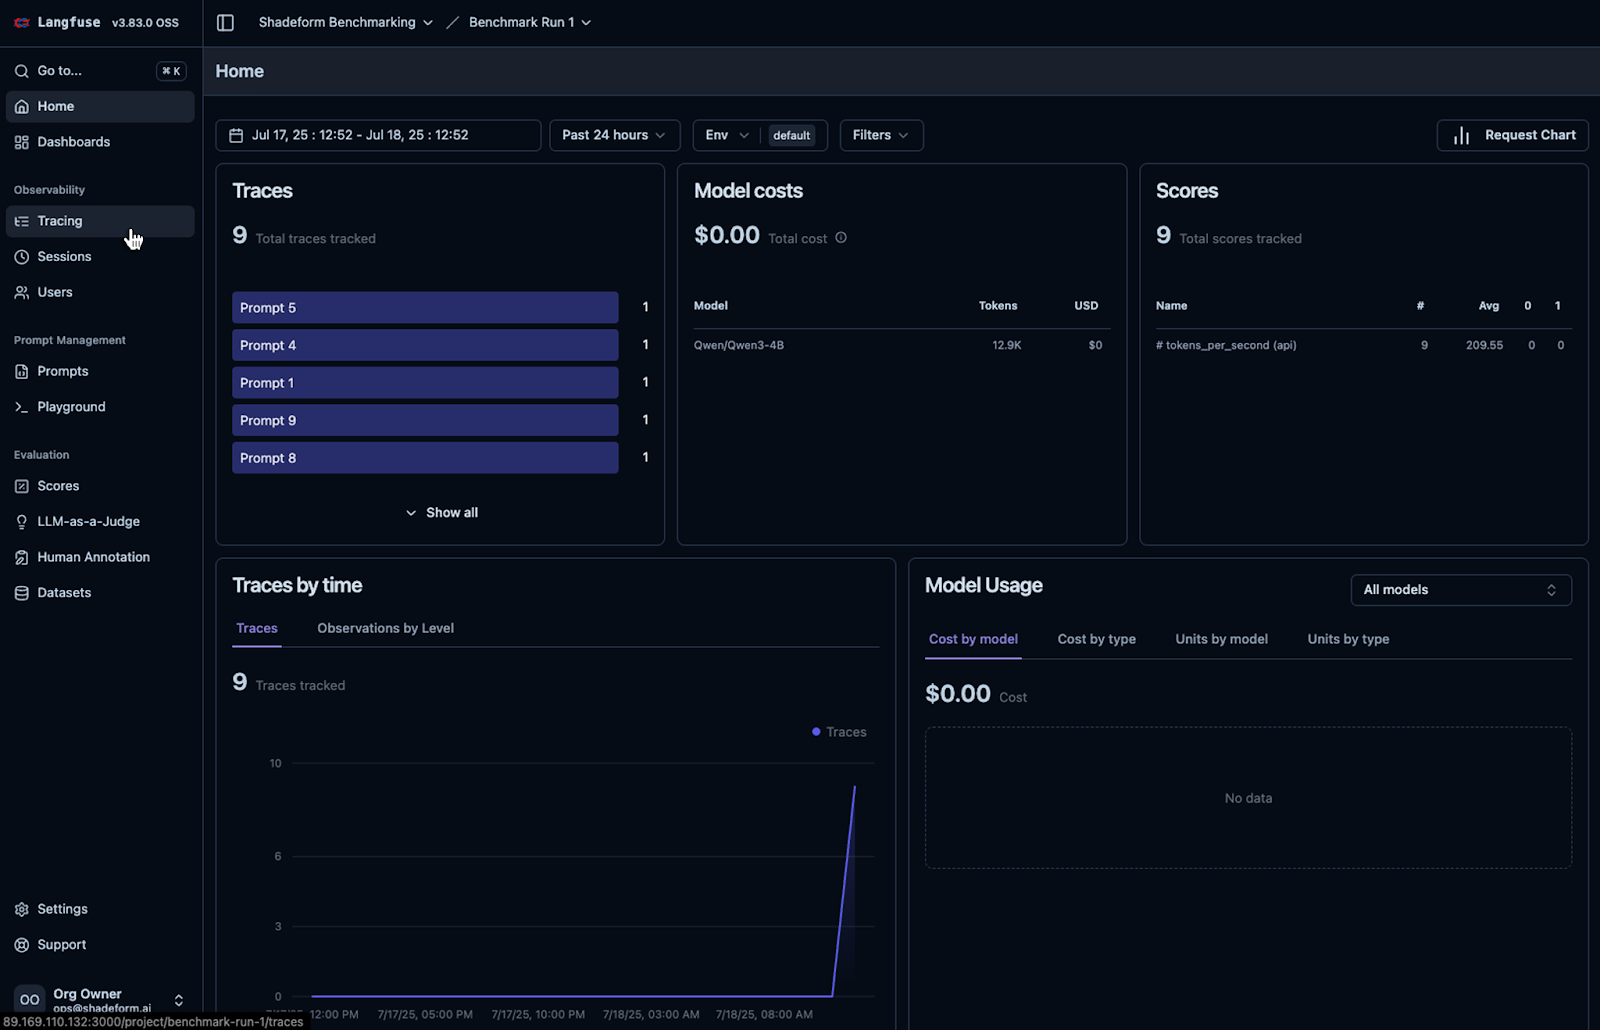 Langfuse v3.83.0 OSS
Shadeform Benchmarking / Benchmark Run 1
Go to... ⌘ K
Home
Dashboards
Observability
Tracing
Sessions
Users
Prompt Management
Prompts
Playground
Evaluation
Scores
LLM-as-a-Judge
Human Annotation
Datasets
Settings
Support
OO Org Owner
ops@shadeform.ai
89.169.110.132:3000/project/benchmark-run-1/traces
Home
Jul 17, 25 : 12:52 - Jul 18, 25 : 12:52 Past 24 hours Env default Filters Request Chart
Traces
9 Total traces tracked
Prompt 5 1
Prompt 4 1
Prompt 1 1
Prompt 9 1
Prompt 8 1
Show all
Model costs
$0.00 Total cost
Model Tokens USD
Qwen/Qwen3-4B 12.9K $0
Scores
9 Total scores tracked
Name # Avg 0 1
# tokens_per_second (api) 9 209.55 0 0
Traces by time
Traces Observations by Level
9 Traces tracked
Traces
10
6
3
0
12:00 PM 7/17/25, 05:00 PM 7/17/25, 10:00 PM 7/18/25, 03:00 AM 7/18/25, 08:00 AM
Model Usage All models
Cost by model Cost by type Units by model Units by type
$0.00 Cost
No data